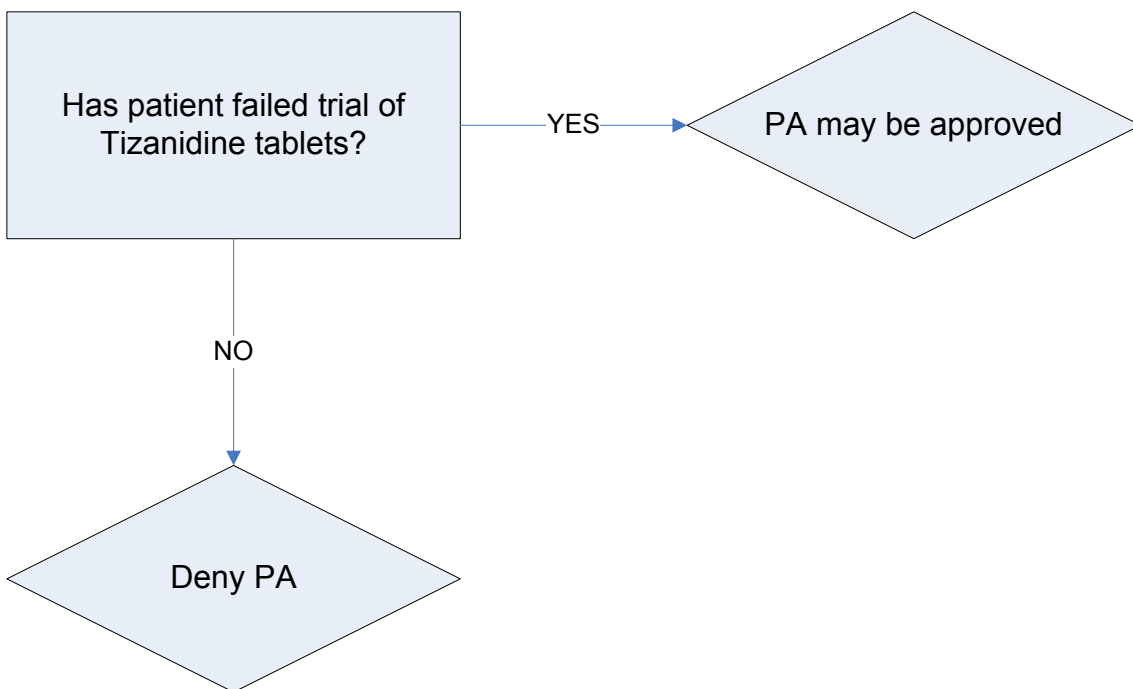 Has patient failed trial of
Tizanidine tablets?
YES
PA may be approved
NO
Deny PA